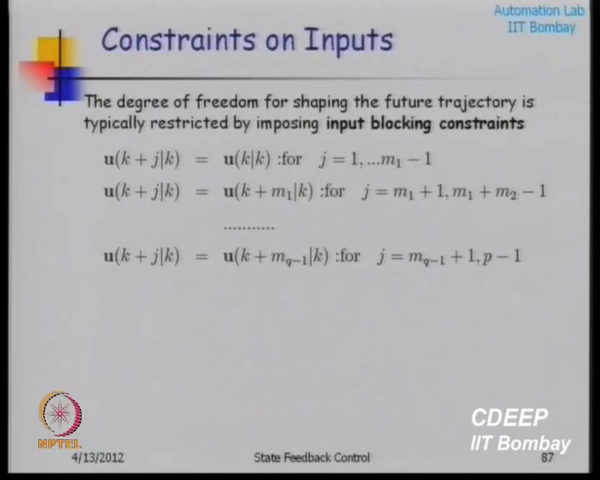 Automation Lab
IIT Bombay
Constraints on Inputs
The degree of freedom for shaping the future trajectory is
typically restricted by imposing input blocking constraints
u(k + j|k) = u(k|k) :for j = 1, ...m₁ − 1
u(k + j|k) = u(k + m₁|k) :for j = m₁ + 1, m₁ + m₂ − 1
...........
u(k + j|k) = u(k + m_{q−1}|k) :for j = m_{q−1} + 1, p − 1
CDEEP
IIT Bombay
NPTEL
4/13/2012 State Feedback Control 87